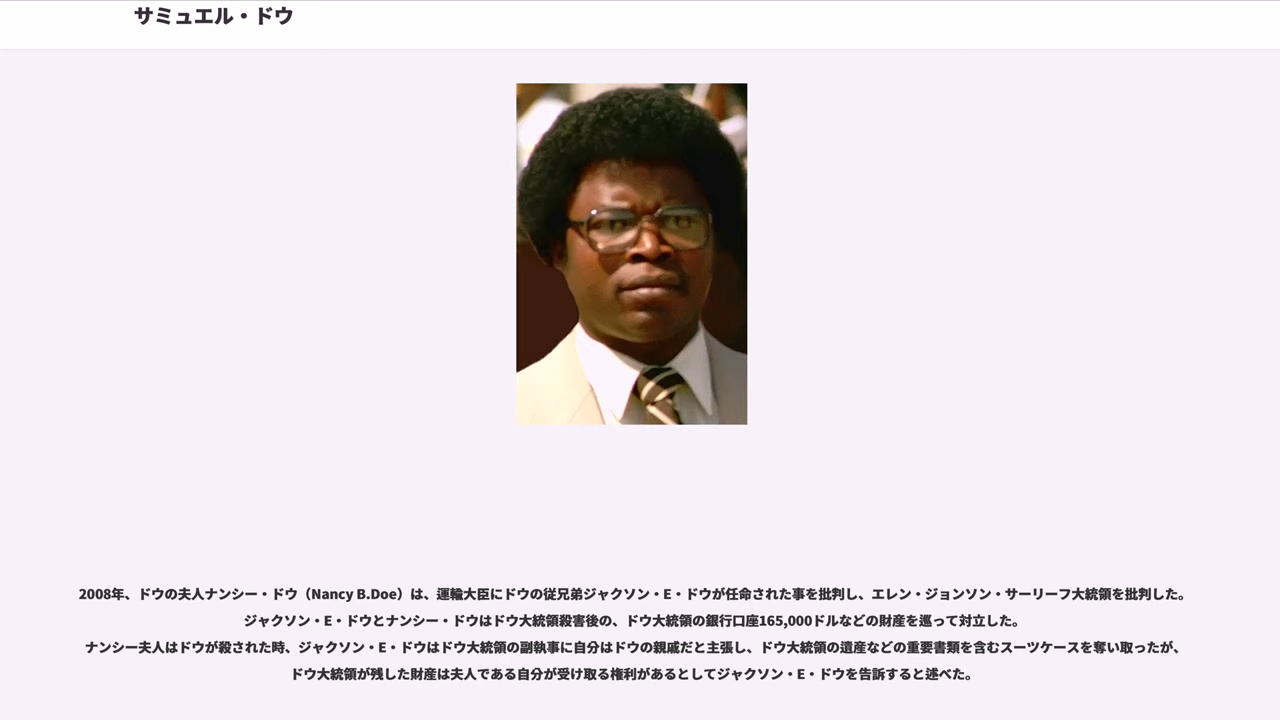 サミュエル・ドウ
2008年、ドウの夫人ナンシー・ドウ（Nancy B.Doe）は、運輸大臣にドウの従兄弟ジャクソン・E・ドウが任命された事を批判し、エレン・ジョンソン・サーリーフ大統領を批判した。
ジャクソン・E・ドウとナンシー・ドウはドウ大統領殺害後の、ドウ大統領の銀行口座165,000ドルなどの財産を巡って対立した。
ナンシー夫人はドウが殺された時、ジャクソン・E・ドウはドウ大統領の副執事に自分はドウの親戚だと主張し、ドウ大統領の遺産などの重要書類を含むスーツケースを奪い取ったが、
ドウ大統領が残した財産は夫人である自分が受け取る権利があるとしてジャクソン・E・ドウを告訴すると述べた。